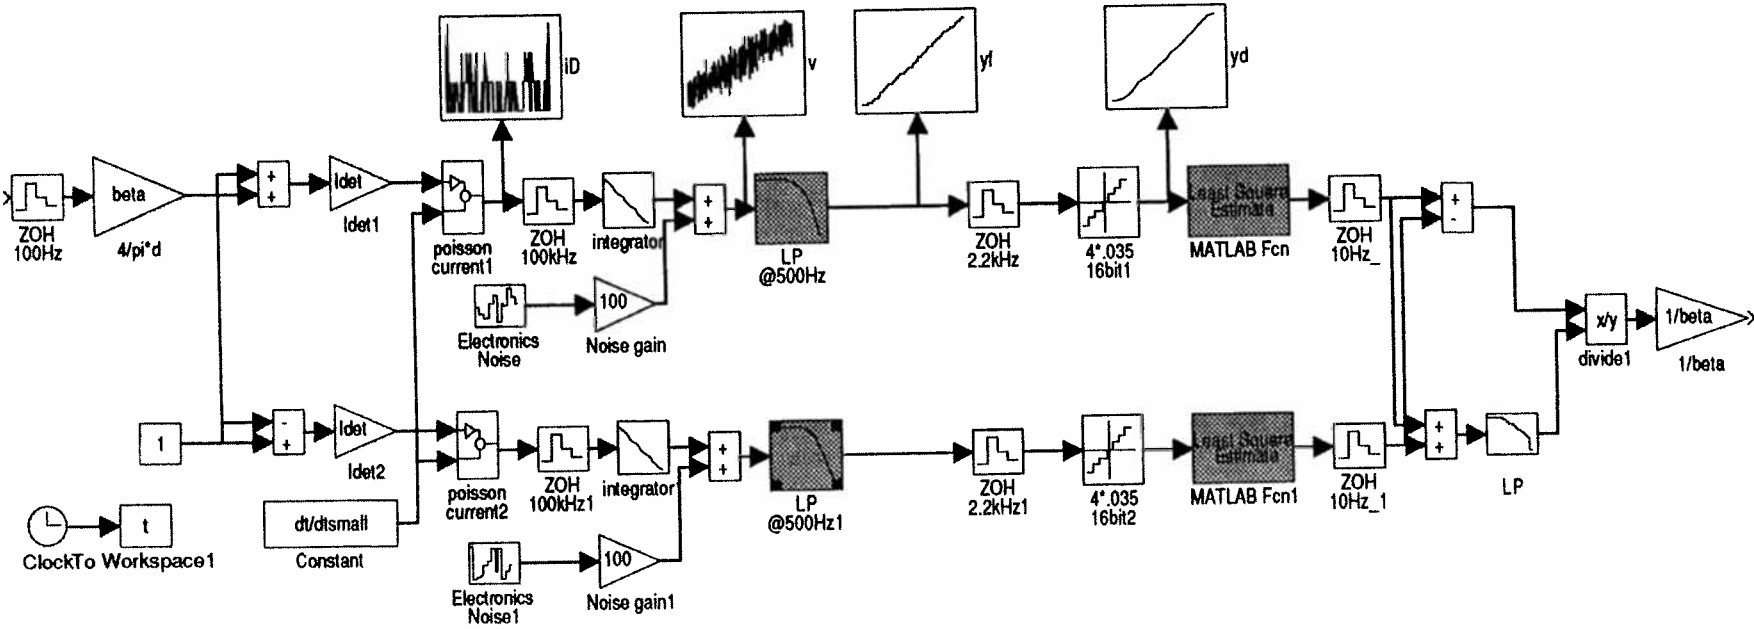 iD
v
yf
yd
ZOH
100Hz
beta
4/pi*d
+
+
Idet
Idet1
poisson
current1
ZOH
100kHz
integrator
+
+
LP
@500Hz
ZOH
2.2kHz
4*.035
16bit1
Least Square
Estimate
MATLAB Fcn
ZOH
10Hz_
+
-
Electronics
Noise
100
Noise gain
x/y
divide1
1/beta
1/beta
1
-
+
Idet
Idet2
poisson
current2
ZOH
100kHz1
integrator
+
+
LP
@500Hz1
ZOH
2.2kHz1
4*.035
16bit2
Least Square
Estimate
MATLAB Fcn1
ZOH
10Hz_1
+
+
LP
t
ClockTo Workspace1
dt/dtsmall
Constant
Electronics
Noise1
100
Noise gain1